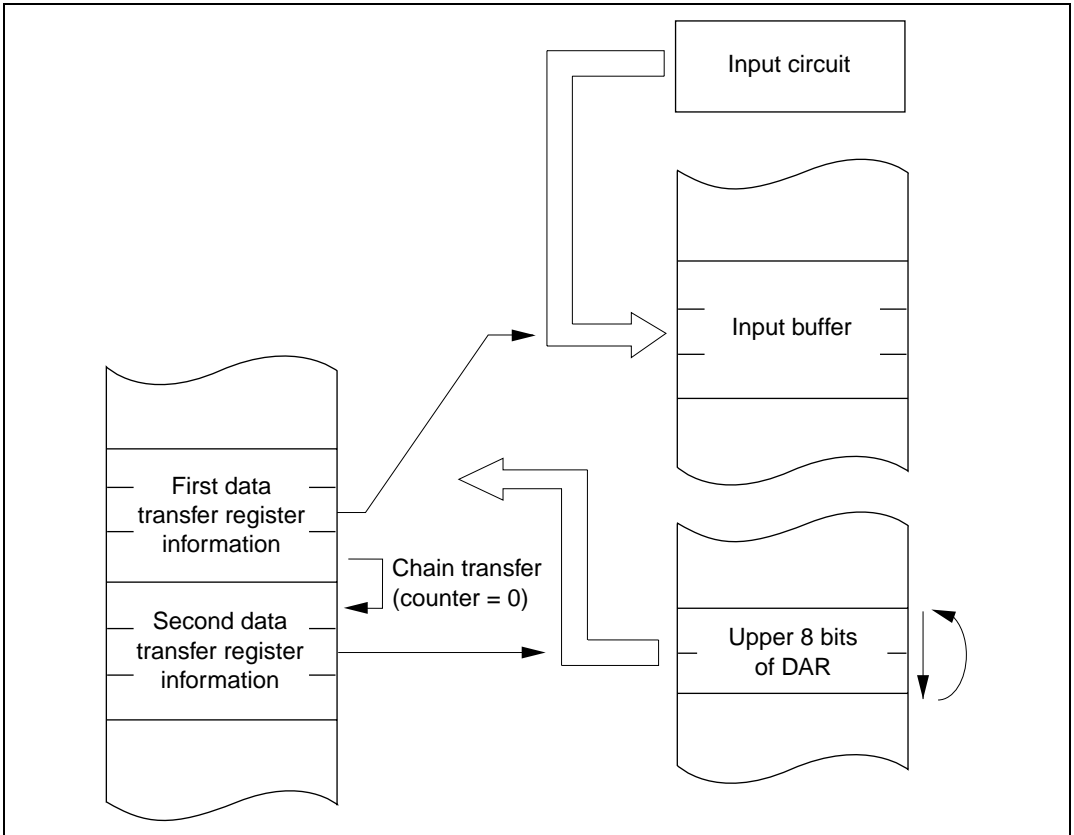 Input circuit
Input buffer
First data
transfer register
information
Chain transfer
(counter = 0)
Second data
transfer register
information
Upper 8 bits
of DAR